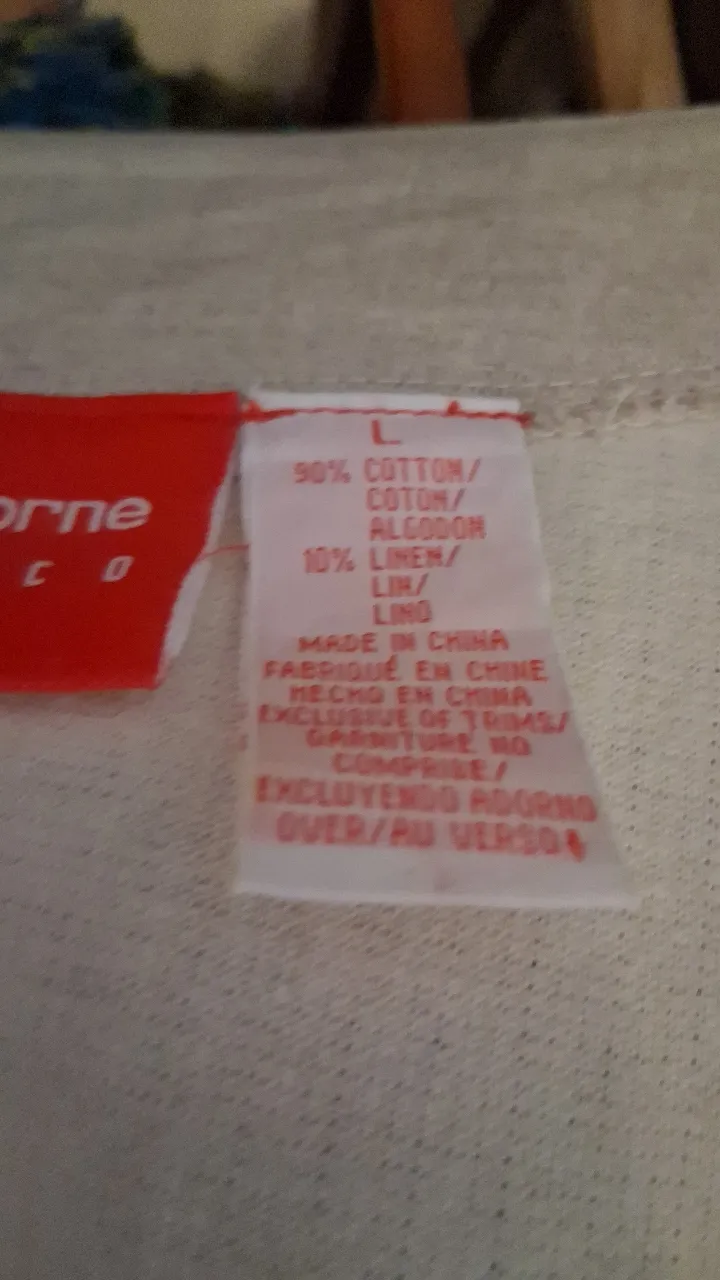 orne
C O
L
90% COTTON/
COTON/
ALGODON
10% LINEN/
LIN/
LINO
MADE IN CHINA
FABRIQUÉ EN CHINE
HECHO EN CHINA
EXCLUSIVE OF TRIMS/
GARNITURE NO
COMPRISE/
EXCLUYENDO ADORNO
OVER/AU VERSO